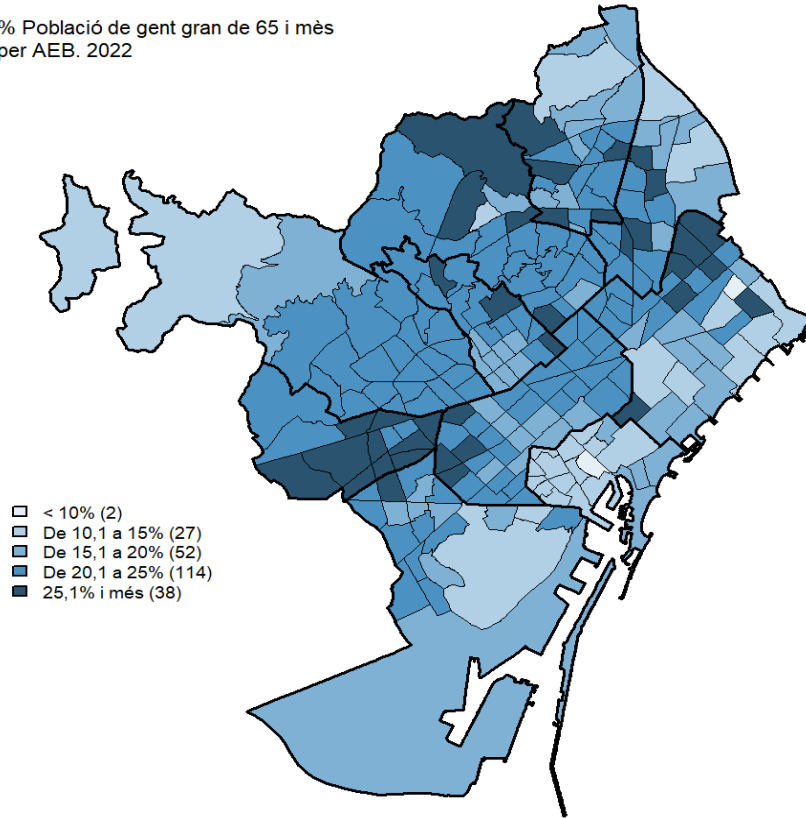 % Població de gent gran de 65 i mès
per AEB. 2022
< 10% (2)
De 10,1 a 15% (27)
De 15,1 a 20% (52)
De 20,1 a 25% (114)
25,1% i més (38)